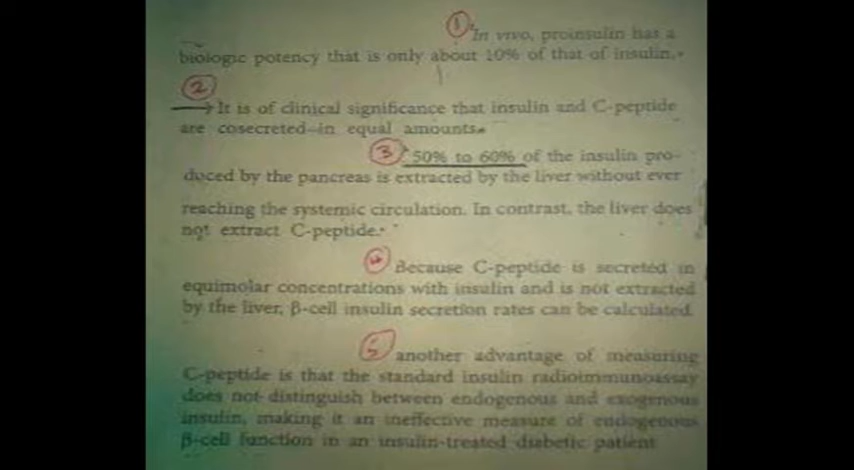 ① In vivo, proinsulin has a
biologic potency that is only about 10% of that of insulin.
②
It is of clinical significance that insulin and C-peptide
are cosecreted in equal amounts.
③ 50% to 60% of the insulin pro-
duced by the pancreas is extracted by the liver without ever
reaching the systemic circulation. In contrast, the liver does
not extract C-peptide.
④ Because C-peptide is secreted in
equimolar concentrations with insulin and is not extracted
by the liver, β-cell insulin secretion rates can be calculated
⑤ another advantage of measuring
C-peptide is that the standard insulin radioimmunoassay
does not distinguish between endogenous and exogenous
insulin, making it an ineffective measure of endogenous
β-cell function in an insulin-treated diabetic patient